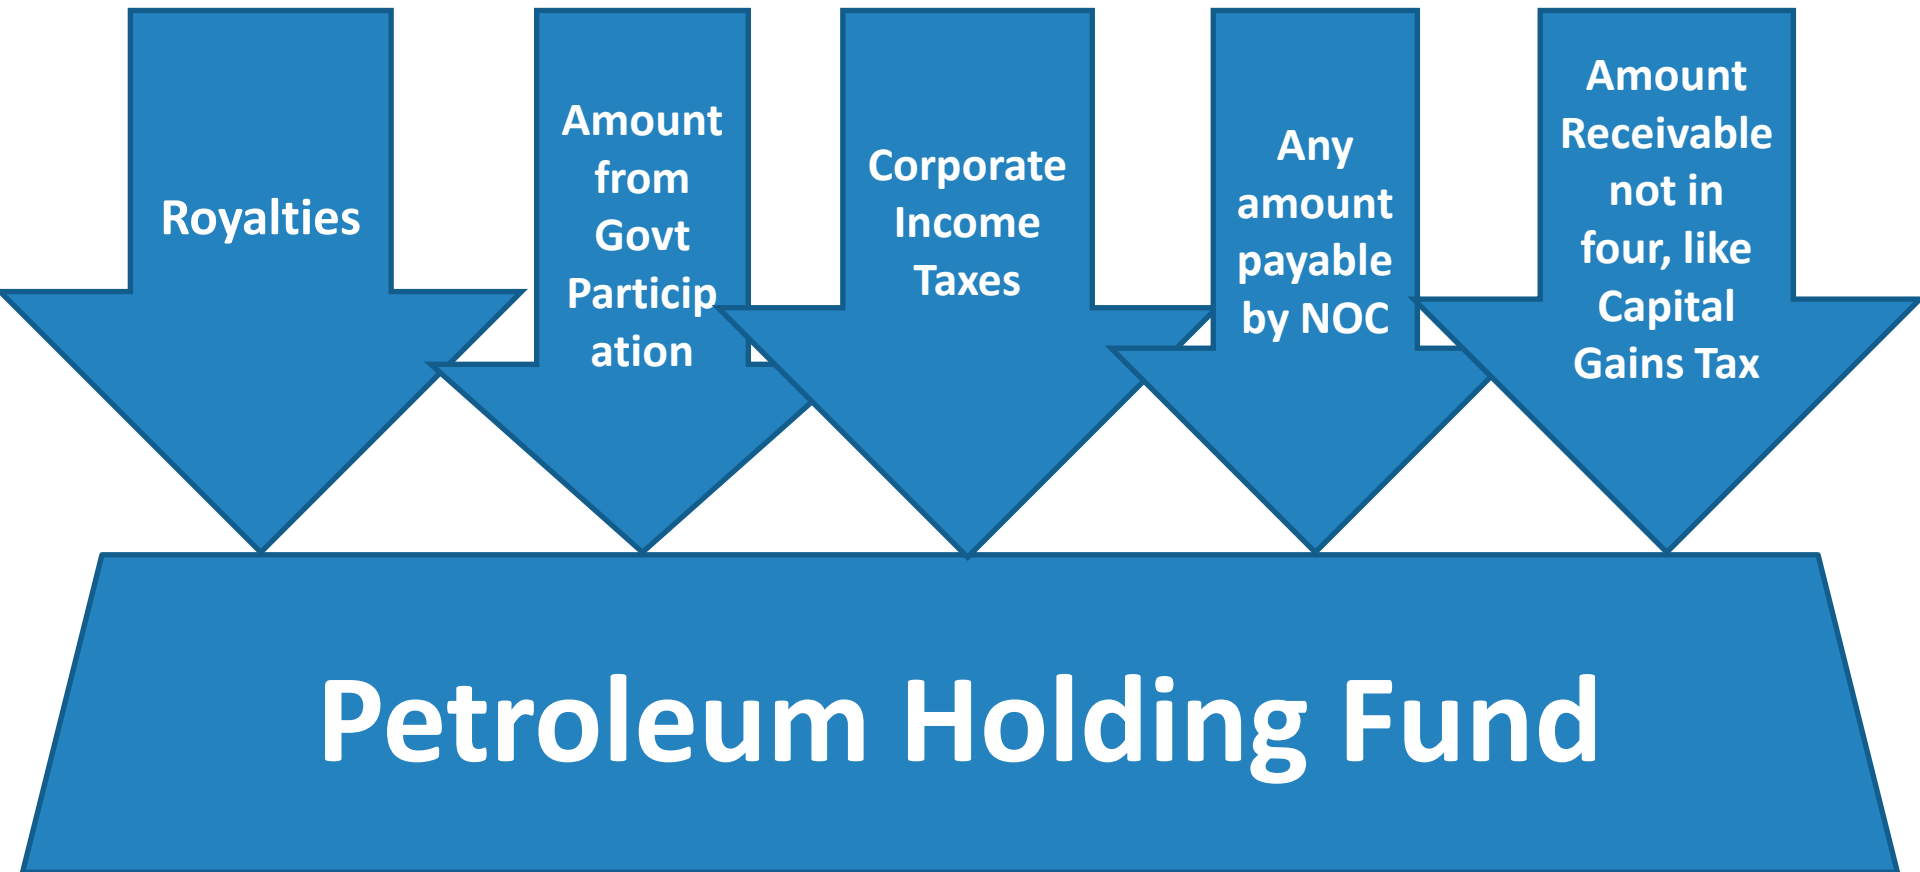 Royalties
Amount
from
Govt
Particip
ation
Corporate
Income
Taxes
Any
amount
payable
by NOC
Amount
Receivable
not in
four, like
Capital
Gains Tax
Petroleum Holding Fund